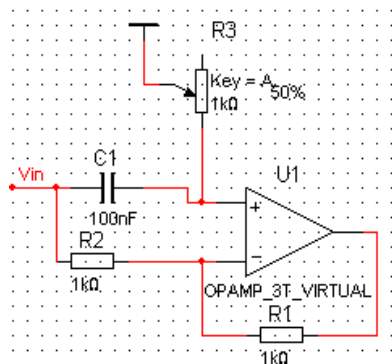 R3
Key = A
50%
1kΩ
C1
Vin
100nF
U1
+
R2
−
1kΩ
OPAMP_3T_VIRTUAL
R1
1kΩ